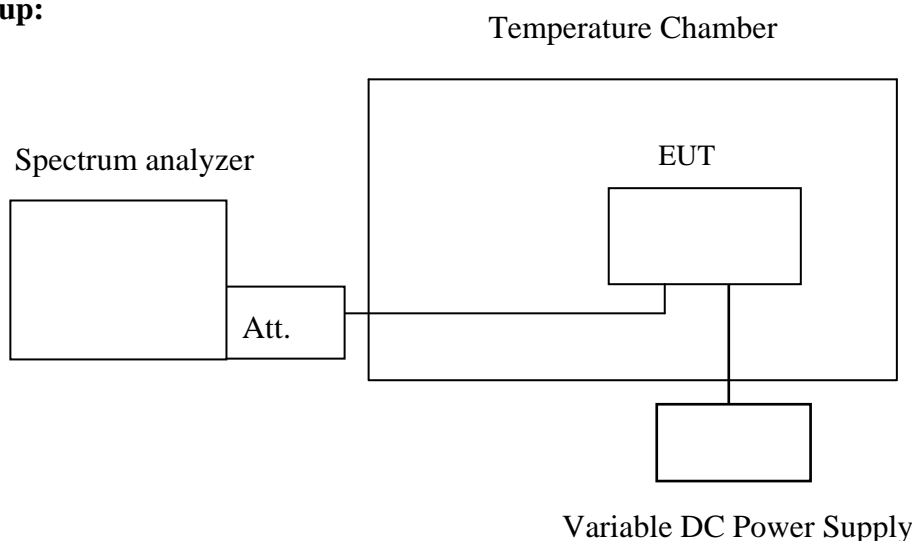 up:
Temperature Chamber
Spectrum analyzer
EUT
Att.
Variable DC Power Supply